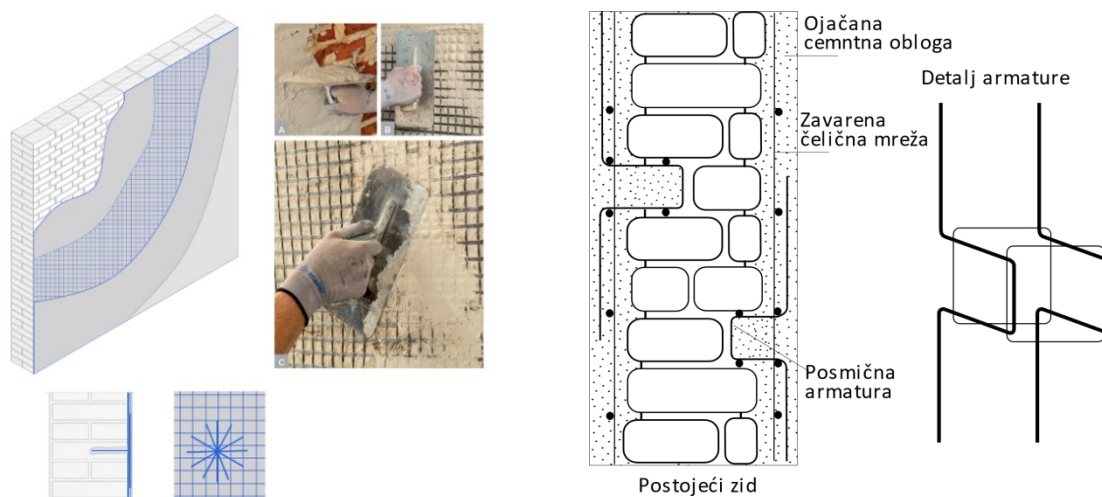 A
B
C
Ojačana
cemntna obloga
Detalj armature
Zavarena
čelična mreža
Posmična
armatura
Postojeći zid